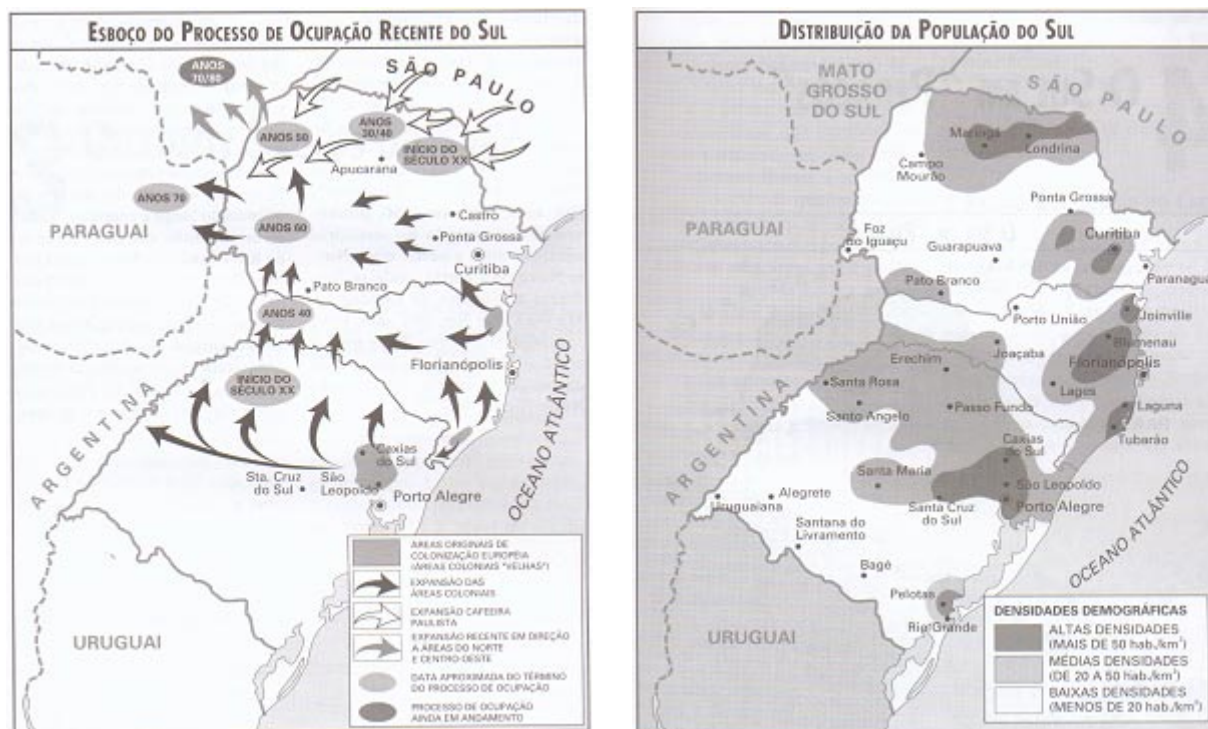 ESBOÇO DO PROCESSO DE OCUPAÇÃO RECENTE DO SUL
ANOS
70/80
SÃO PAULO
ANOS 50
ANOS
30/40
INÍCIO DO
SÉCULO XX
Apucarana
ANOS 70
PARAGUAI
ANOS 60
Castro
Ponta Grossa
Curitiba
Pato Branco
ANOS 40
Florianópolis
INÍCIO DO
SÉCULO XX
ARGENTINA
Caxias
do Sul
Sta. Cruz
do Sul
São
Leopoldo
Porto Alegre
OCEANO ATLÂNTICO
URUGUAI
ÁREAS ORIGINAIS DE
COLONIZAÇÃO EUROPÉIA
(ÁREAS COLONIAIS "VELHAS")
EXPANSÃO DAS
ÁREAS COLONIAIS
EXPANSÃO CAFEEIRA
PAULISTA
EXPANSÃO RECENTE EM DIREÇÃO
A ÁREAS DO NORTE
E CENTRO-OESTE
DATA APROXIMADA DO TÉRMINO
DO PROCESSO DE OCUPAÇÃO
PROCESSO DE OCUPAÇÃO
AINDA EM ANDAMENTO
DISTRIBUIÇÃO DA POPULAÇÃO DO SUL
MATO
GROSSO
DO SUL
SÃO PAULO
Maringá
Londrina
Campo
Mourão
PARAGUAI
Ponta Grossa
Foz
do Iguaçu
Guarapuava
Curitiba
Paranaguá
Pato Branco
Porto União
Joinville
Blumenau
Joaçaba
Florianópolis
Erechim
Santa Rosa
Lages
Santo Angelo
Passo Fundo
Laguna
Tubarão
ARGENTINA
Caxias
do Sul
Santa Maria
São Leopoldo
Uruguaiana
Alegrete
Santa Cruz
do Sul
Porto Alegre
Santana do
Livramento
OCEANO ATLÂNTICO
Bagé
Pelotas
Rio Grande
URUGUAI
DENSIDADES DEMOGRÁFICAS
ALTAS DENSIDADES
(MAIS DE 50 hab./km²)
MÉDIAS DENSIDADES
(DE 20 A 50 hab./km²)
BAIXAS DENSIDADES
(MENOS DE 20 hab./km²)